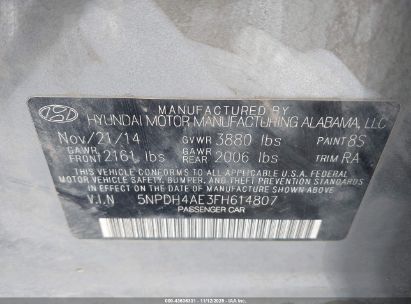 MANUFACTURED BY
HYUNDAI MOTOR MANUFACTURING ALABAMA, LLC
Nov/21/14 GVWR 3880 lbs PAINT 8S
GAWR FRONT 2161 lbs GAWR REAR 2006 lbs TRIM RA
THIS VEHICLE CONFORMS TO ALL APPLICABLE U.S.A FEDERAL
MOTOR VEHICLE SAFETY, BUMPER, AND THEFT PREVENTION
STANDARDS IN EFFECT ON THE DATE OF MANUFACTURE SHOWN ABOVE.
V.I.N 5NPDH4AE3FH614807
PASSENGER CAR